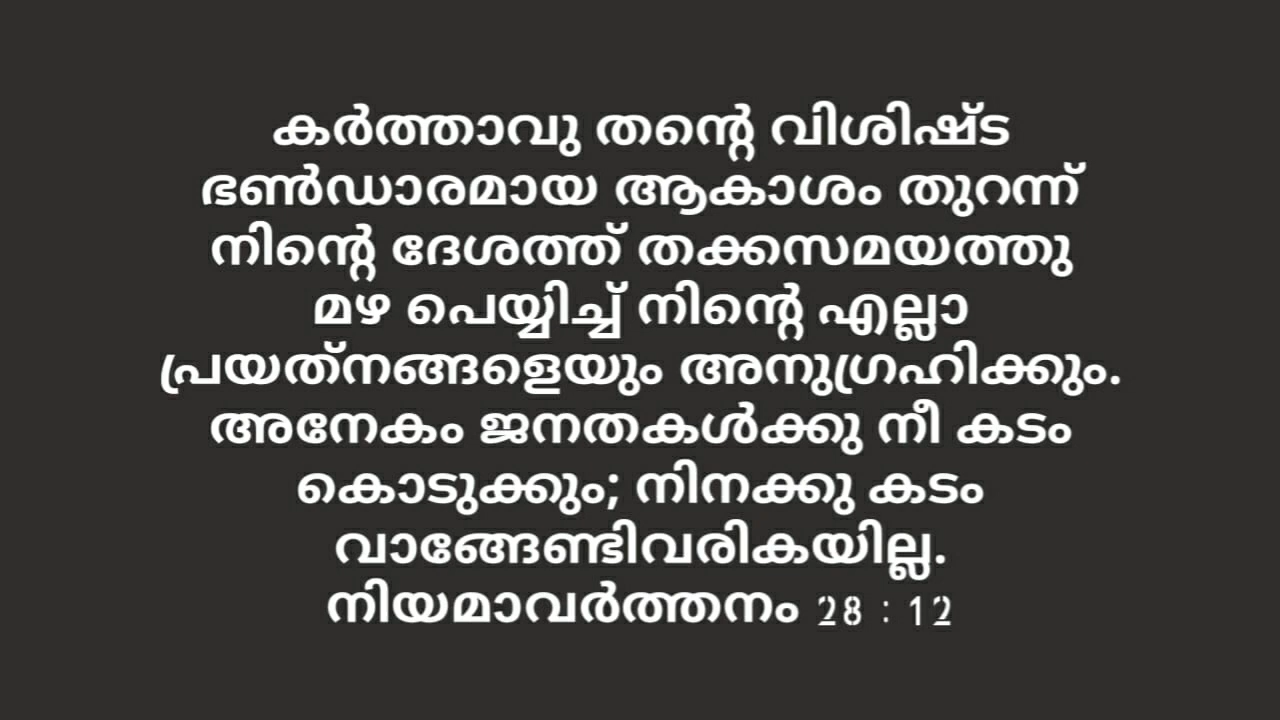 കർത്താവു തന്റെ വിശിഷ്ട
ഭൺഡാരമായ ആകാശം തുറന്ന്
നിന്റെ ദേശത്ത് തക്കസമയത്തു
മഴ പെയ്യിച്ച് നിന്റെ എല്ലാ
പ്രയത്‌നങ്ങളെയും അനുഗ്രഹിക്കും.
അനേകം ജനതകൾക്കു നീ കടം
കൊടുക്കും; നിനക്കു കടം
വാങ്ങേണ്ടിവരികയില്ല.
നിയമാവർത്തനം 28 : 12